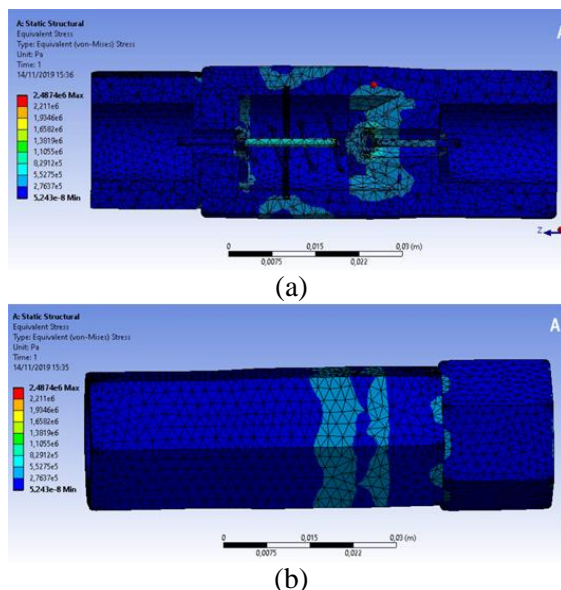 A: Static Structural
Equivalent Stress
Type: Equivalent (von-Mises) Stress
Unit: Pa
Time: 1
14/11/2019 15:36
2,4874e6 Max
2,211e6
1,9346e6
1,6582e6
1,3819e6
1,1055e6
8,2912e5
5,5275e5
2,7637e5
5,243e-8 Min
A
Z
0
0,015
0,03 (m)
0,0075
0,022
(a)
A: Static Structural
Equivalent Stress
Type: Equivalent (von-Mises) Stress
Unit: Pa
Time: 1
14/11/2019 15:35
2,4874e6 Max
2,211e6
1,9346e6
1,6582e6
1,3819e6
1,1055e6
8,2912e5
5,5275e5
2,7637e5
5,243e-8 Min
A
0
0,015
0,03 (m)
0,0075
0,022
(b)